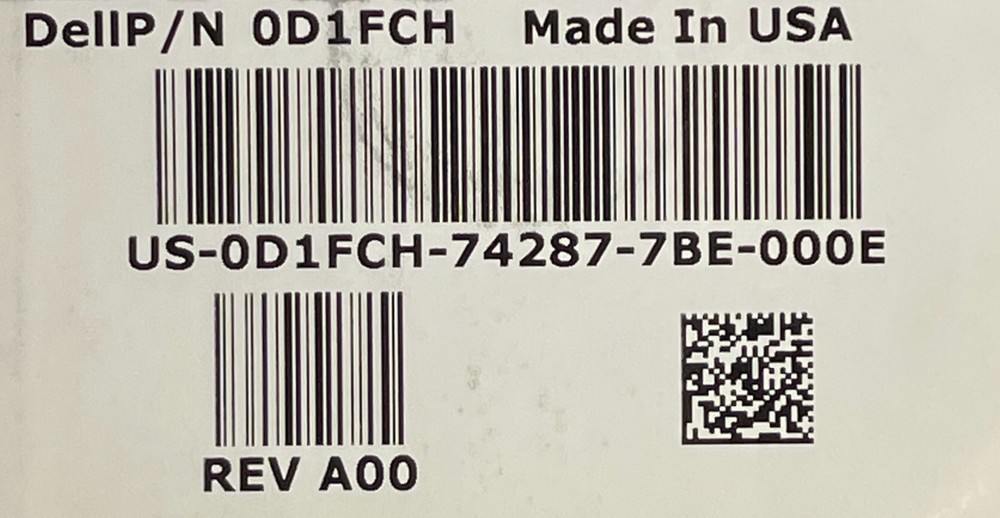 DellP/N 0D1FCH Made In USA
US-0D1FCH-74287-7BE-000E
REV A00